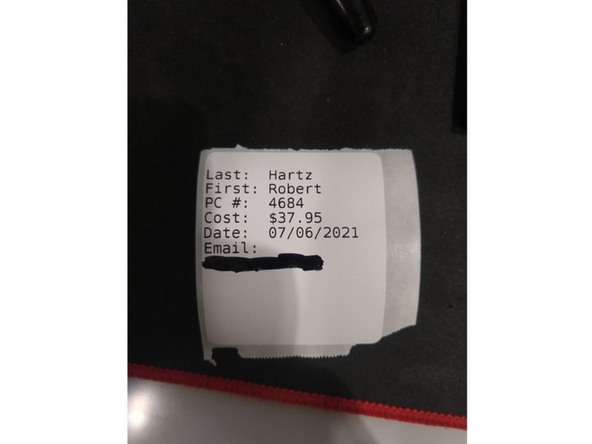 Last: Hartz
First: Robert
PC #: 4684
Cost: $37.95
Date: 07/06/2021
Email: